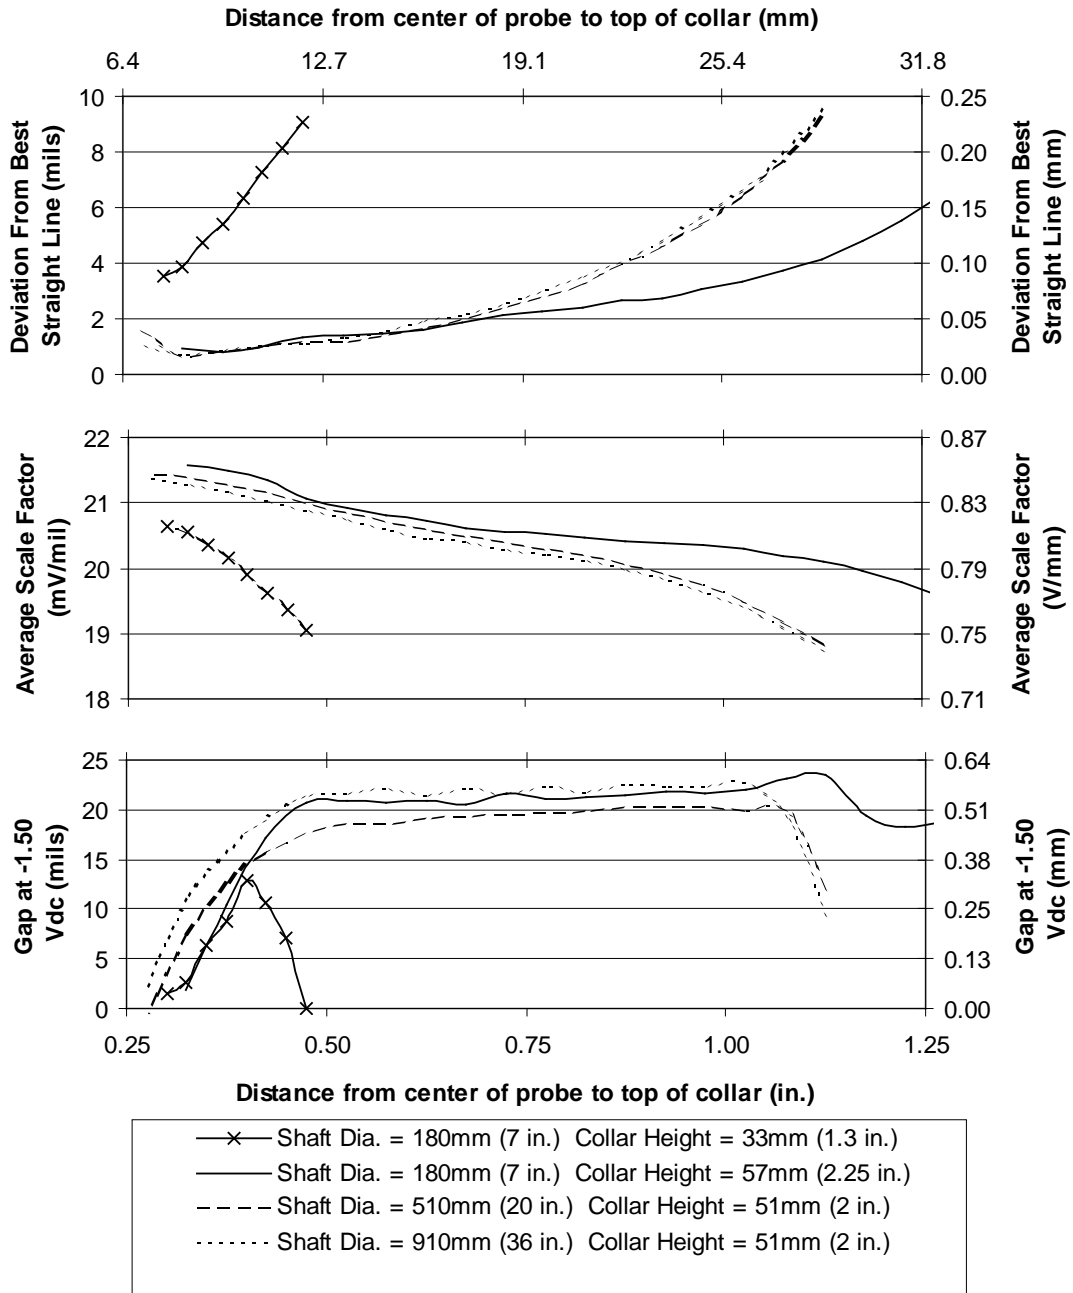 Distance from center of probe to top of collar (mm)
6.4 12.7 19.1 25.4 31.8
Deviation From Best
Straight Line (mils)
10
8
6
4
2
0
0.25
0.20
0.15
0.10
0.05
0.00
Deviation From Best
Straight Line (mm)
Average Scale Factor
(mV/mil)
22
21
20
19
18
0.87
0.83
0.79
0.75
0.71
Average Scale Factor
(V/mm)
Gap at -1.50
Vdc (mils)
25
20
15
10
5
0
0.64
0.51
0.38
0.25
0.13
0.00
Gap at -1.50
Vdc (mm)
0.25 0.50 0.75 1.00 1.25
Distance from center of probe to top of collar (in.)
Shaft Dia. = 180mm (7 in.) Collar Height = 33mm (1.3 in.)
Shaft Dia. = 180mm (7 in.) Collar Height = 57mm (2.25 in.)
Shaft Dia. = 510mm (20 in.) Collar Height = 51mm (2 in.)
Shaft Dia. = 910mm (36 in.) Collar Height = 51mm (2 in.)